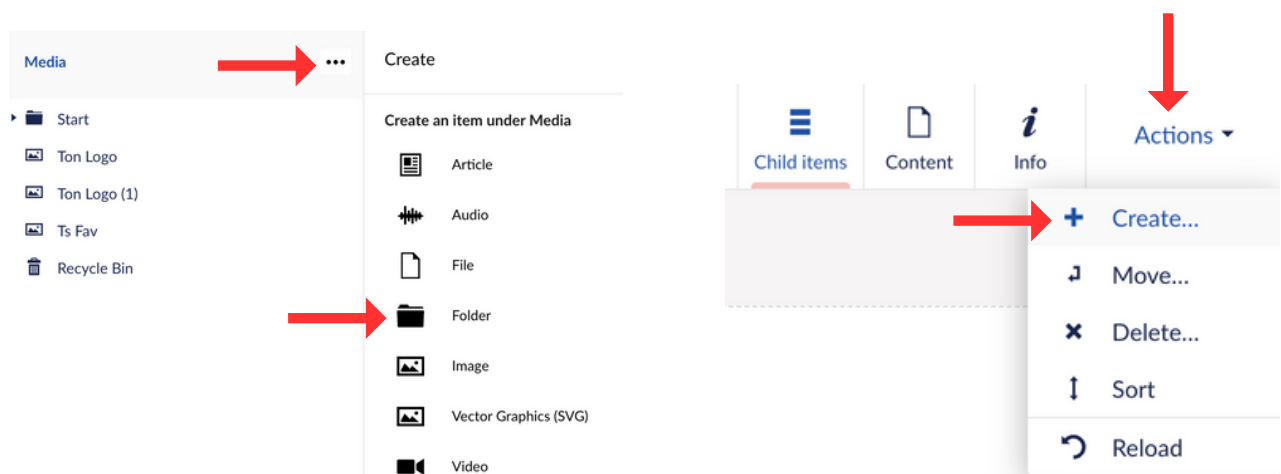 Media
•••
Start
Ton Logo
Ton Logo (1)
Ts Fav
Recycle Bin
Create
Create an item under Media
Article
Audio
File
Folder
Image
Vector Graphics (SVG)
Video
Child items
Content
Info
Actions
Create...
Move...
Delete...
Sort
Reload